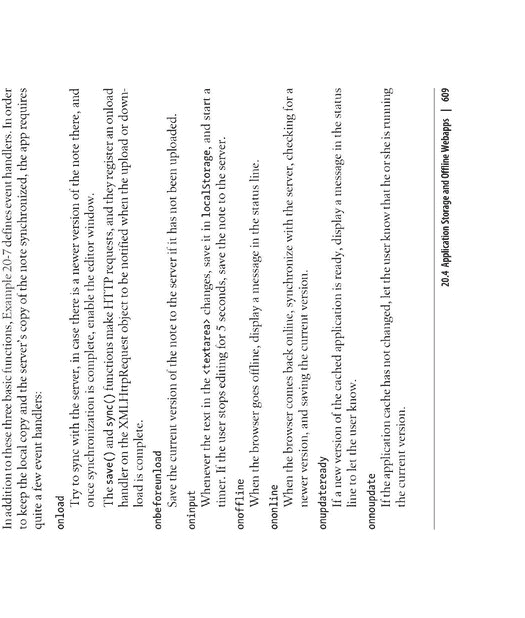 In addition to these three basic functions, Example 20-7 defines event handlers. In order
to keep the local copy and the server's copy of the note synchronized, the app requires
quite a few event handlers:
onload
Try to sync with the server, in case there is a newer version of the note there, and
once synchronization is complete, enable the editor window.
The save() and sync() functions make HTTP requests, and they register an onload
handler on the XMLHttpRequest object to be notified when the upload or down-
load is complete.
onbeforeunload
Save the current version of the note to the server if it has not been uploaded.
oninput
Whenever the text in the <textarea> changes, save it in localStorage, and start a
timer. If the user stops editing for 5 seconds, save the note to the server.
onoffline
When the browser goes offline, display a message in the status line.
ononline
When the browser comes back online, synchronize with the server, checking for a
newer version, and saving the current version.
onupdateready
If a new version of the cached application is ready, display a message in the status
line to let the user know.
onnoupdate
If the application cache has not changed, let the user know that he or she is running
the current version.
20.4 Application Storage and Offline Webapps | 609